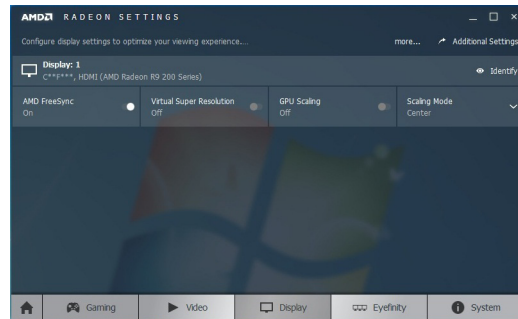 AMD RADEON SETTINGS
Configure display settings to optimize your viewing experience.... more... Additional Settings
Display: 1
C**F***, HDMI (AMD Radeon R9 200 Series) Identify
AMD FreeSync Virtual Super Resolution GPU Scaling Scaling Mode
On Off Off Center
Gaming Video Display Eyefinity System